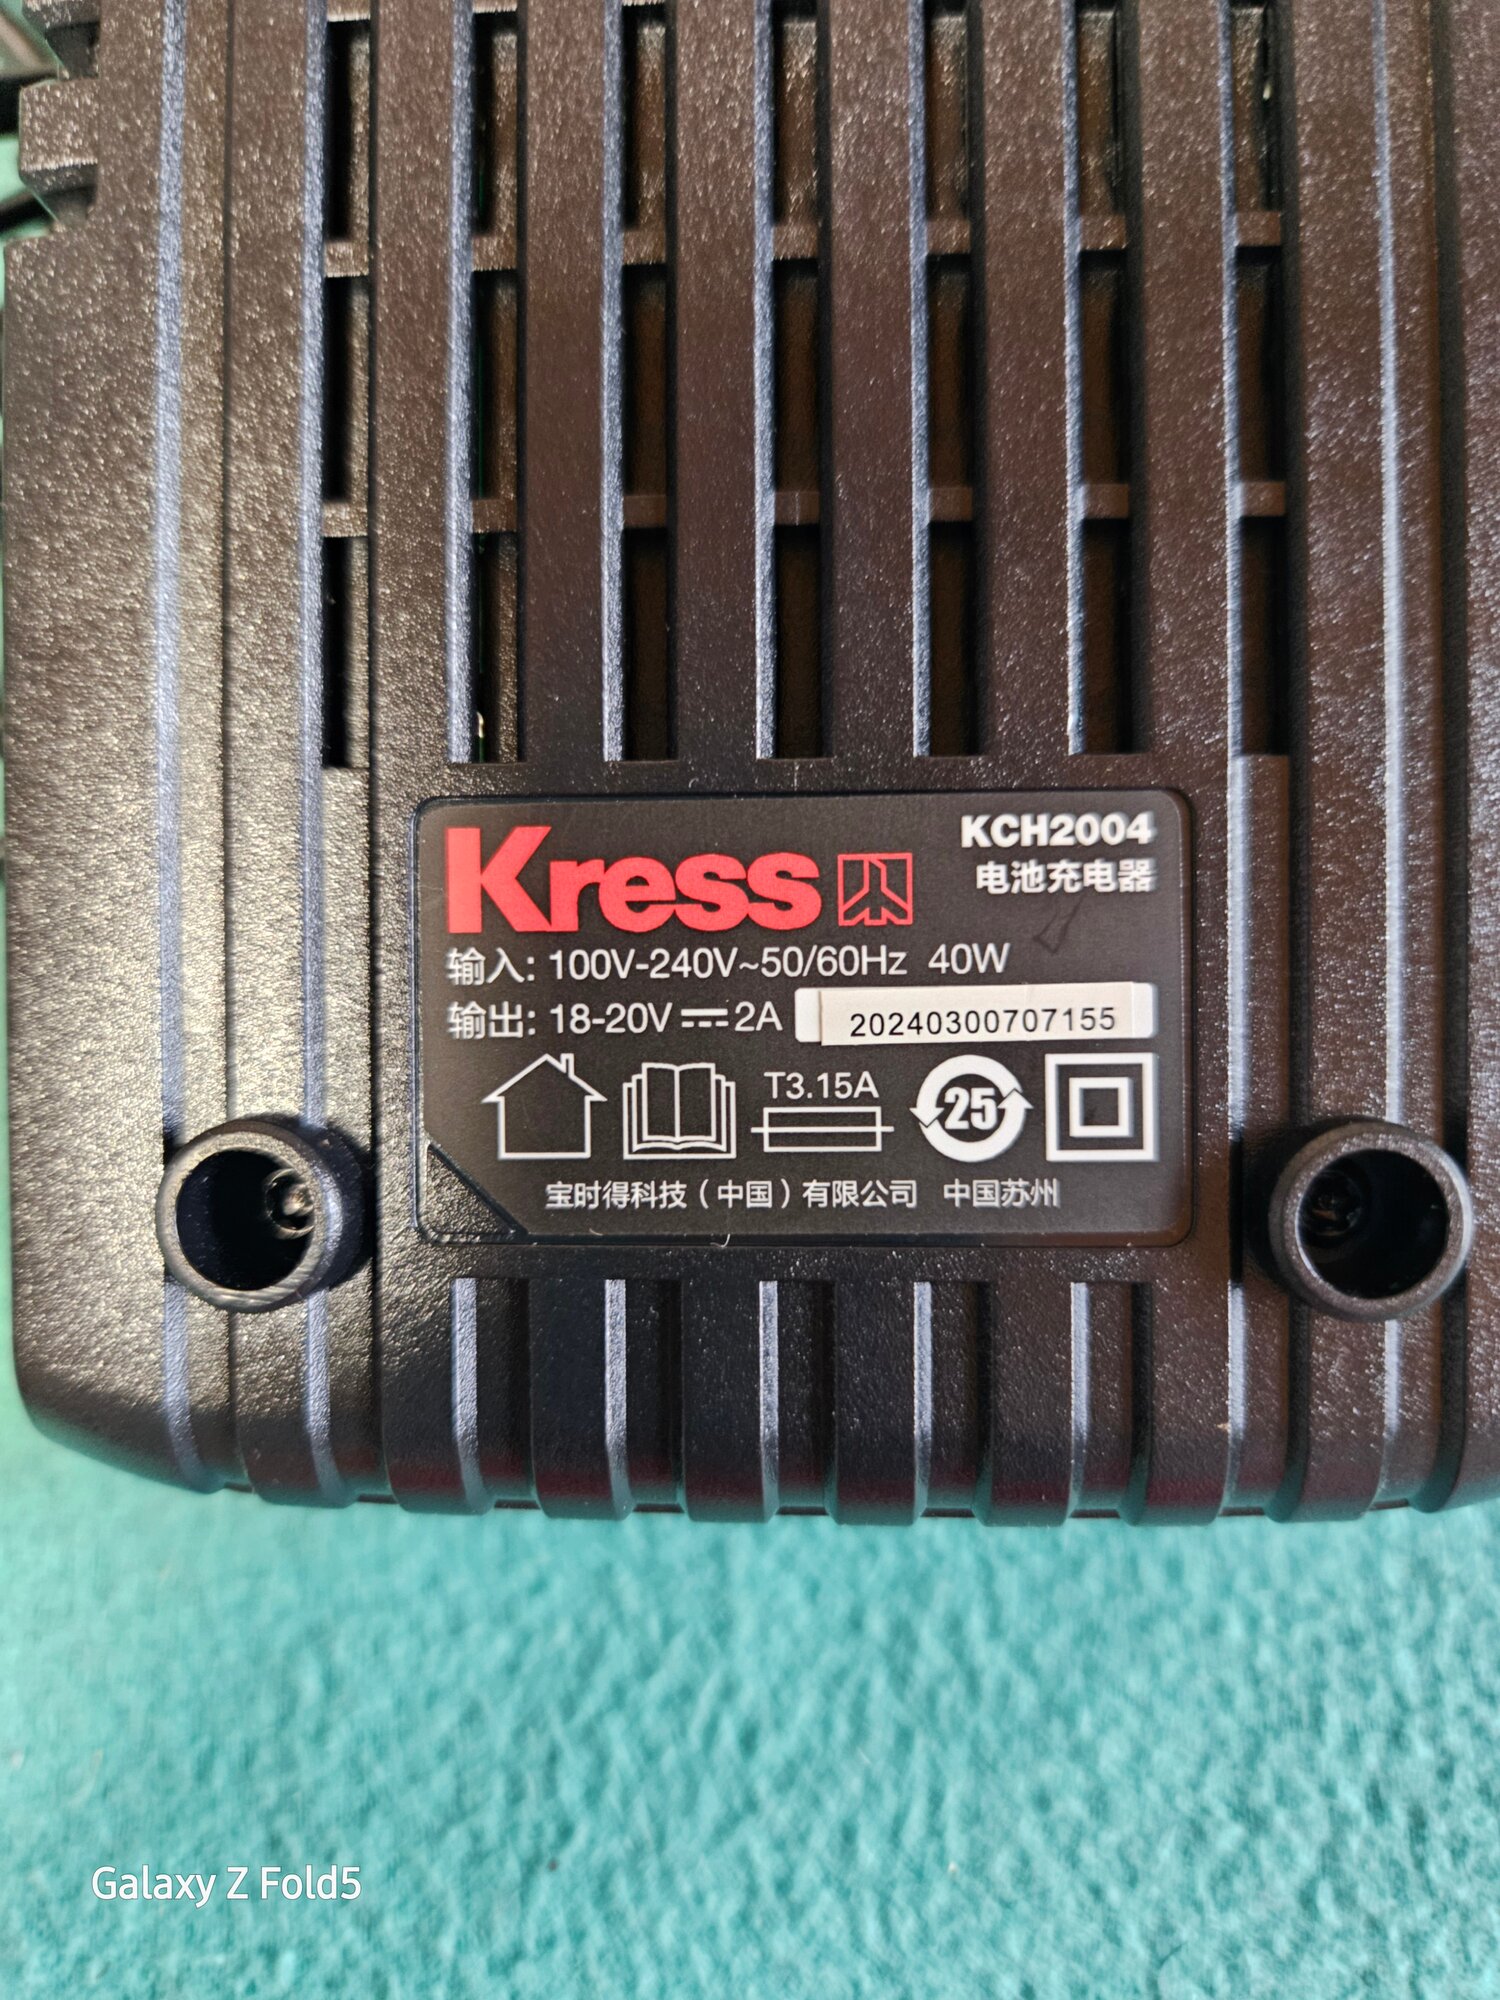 Kress
KCH2004
电池充电器
输入: 100V-240V~50/60Hz 40W
输出: 18-20V⎓2A
20240300707155
T3.15A
25
宝时得科技（中国）有限公司 中国苏州
Galaxy Z Fold5